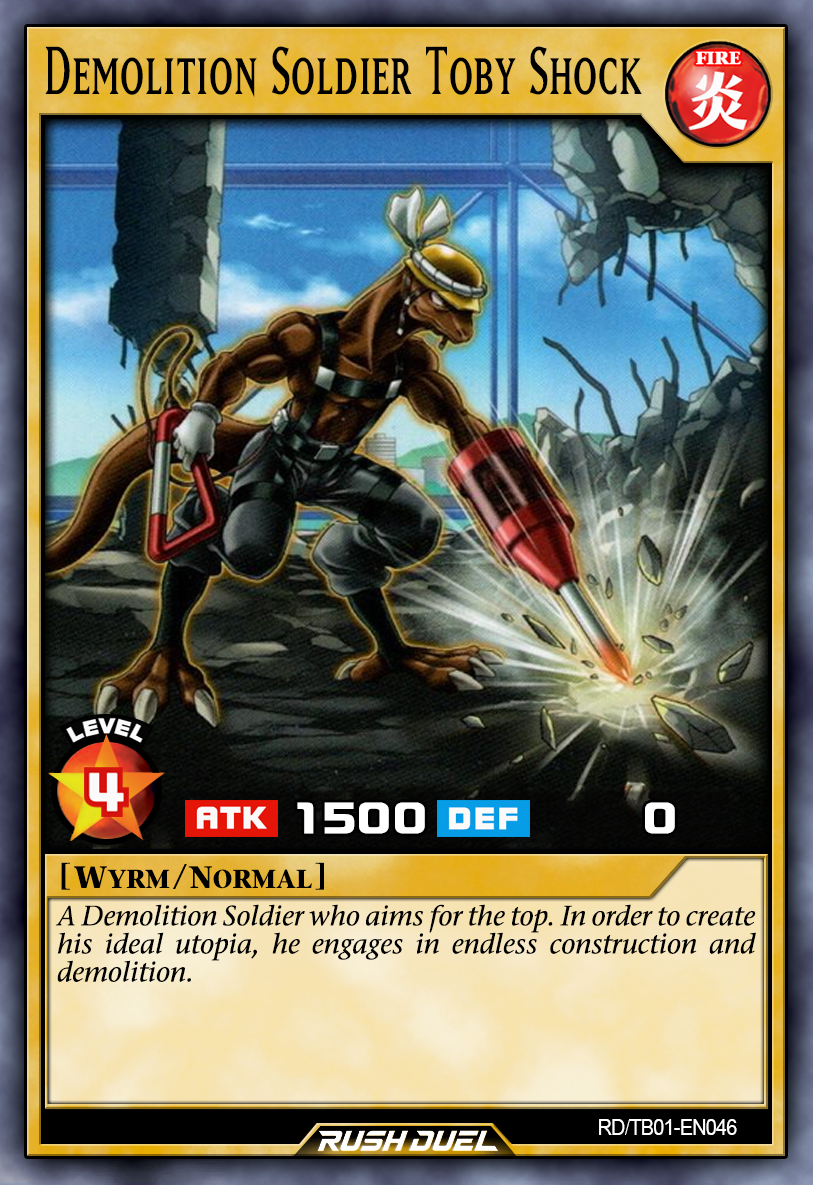 DEMOLITION SOLDIER TOBY SHOCK
FIRE
炎
LEVEL
4
ATK 1500 DEF 0
[WYRM/NORMAL]
A Demolition Soldier who aims for the top. In order to create
his ideal utopia, he engages in endless construction and
demolition.
RD/TB01-EN046
RUSH DUEL